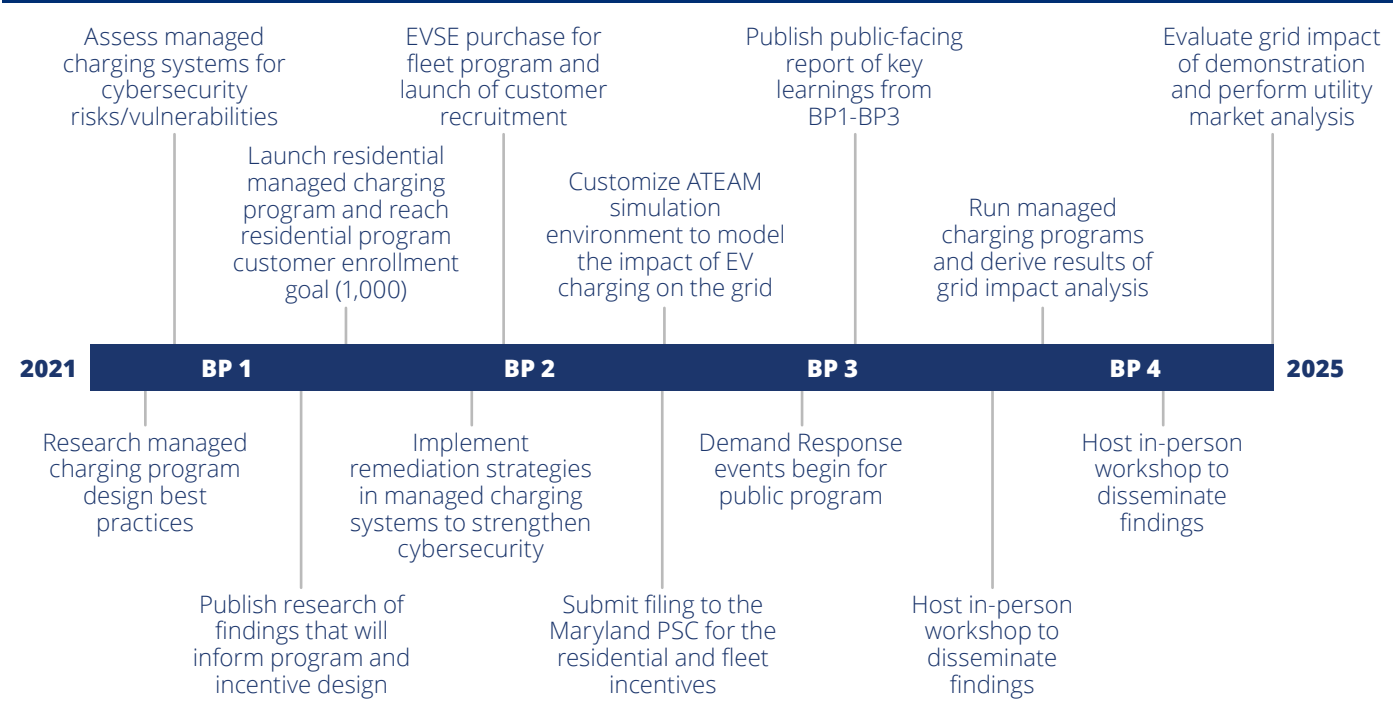 Assess managed
charging systems for
cybersecurity
risks/vulnerabilities
EVSE purchase for
fleet program and
launch of customer
recruitment
Publish public-facing
report of key
learnings from
BP1-BP3
Evaluate grid impact
of demonstration
and perform utility
market analysis
Launch residential
managed charging
program and reach
residential program
customer enrollment
goal (1,000)
Customize ATEAM
simulation
environment to model
the impact of EV
charging on the grid
Run managed
charging programs
and derive results of
grid impact analysis
2021
BP 1
BP 2
BP 3
BP 4
2025
Research managed
charging program
design best
practices
Implement
remediation strategies
in managed charging
systems to strengthen
cybersecurity
Demand Response
events begin for
public program
Host in-person
workshop to
disseminate
findings
Publish research of
findings that will
inform program and
incentive design
Submit filing to the
Maryland PSC for the
residential and fleet
incentives
Host in-person
workshop to
disseminate
findings